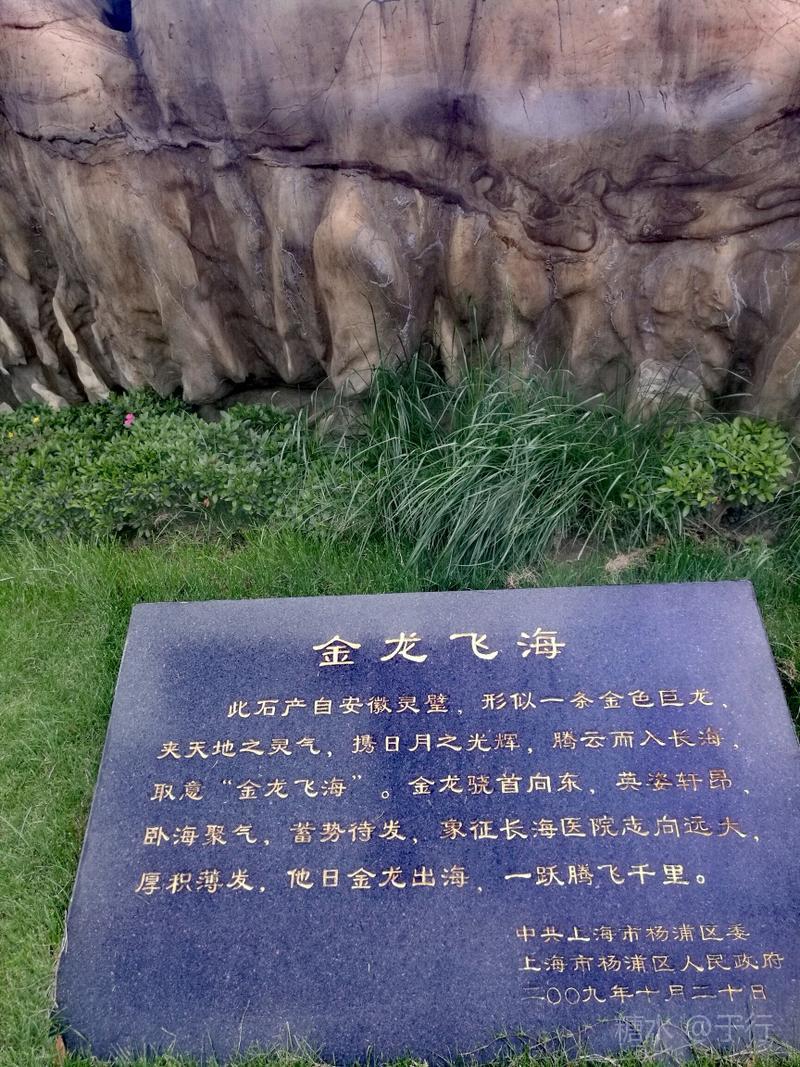 金龙飞海
此石产自安徽灵璧，形似一条金色巨龙，
夹天地之灵气，携日月之光辉，腾云而入长海，
取意“金龙飞海”。金龙骁首向东，英姿轩昂，
卧海聚气，蓄势待发，象征长海医院志向远大，
厚积薄发，他日金龙出海，一跃腾飞千里。
中共上海市杨浦区委
上海市杨浦区人民政府
二〇〇九年十月二十日
糖水 @于行